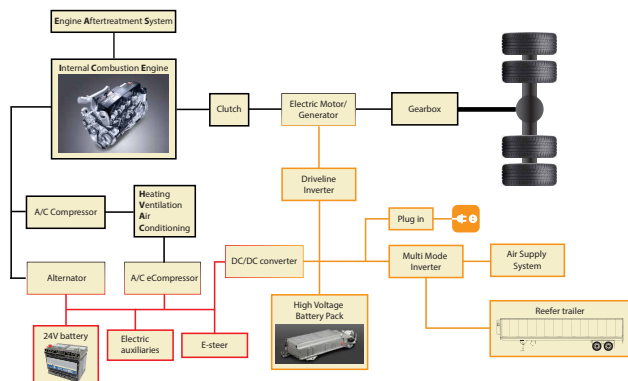 Engine Aftertreatment System
Internal Combustion Engine
Clutch
Electric Motor/
Generator
Gearbox
Driveline
Inverter
A/C Compressor
Heating
Ventilation
Air
Conditioning
Plug in
DC/DC converter
Multi Mode
Inverter
Air Supply
System
Alternator
A/C eCompressor
High Voltage
Battery Pack
Reefer trailer
24V battery
Electric
auxiliaries
E-steer